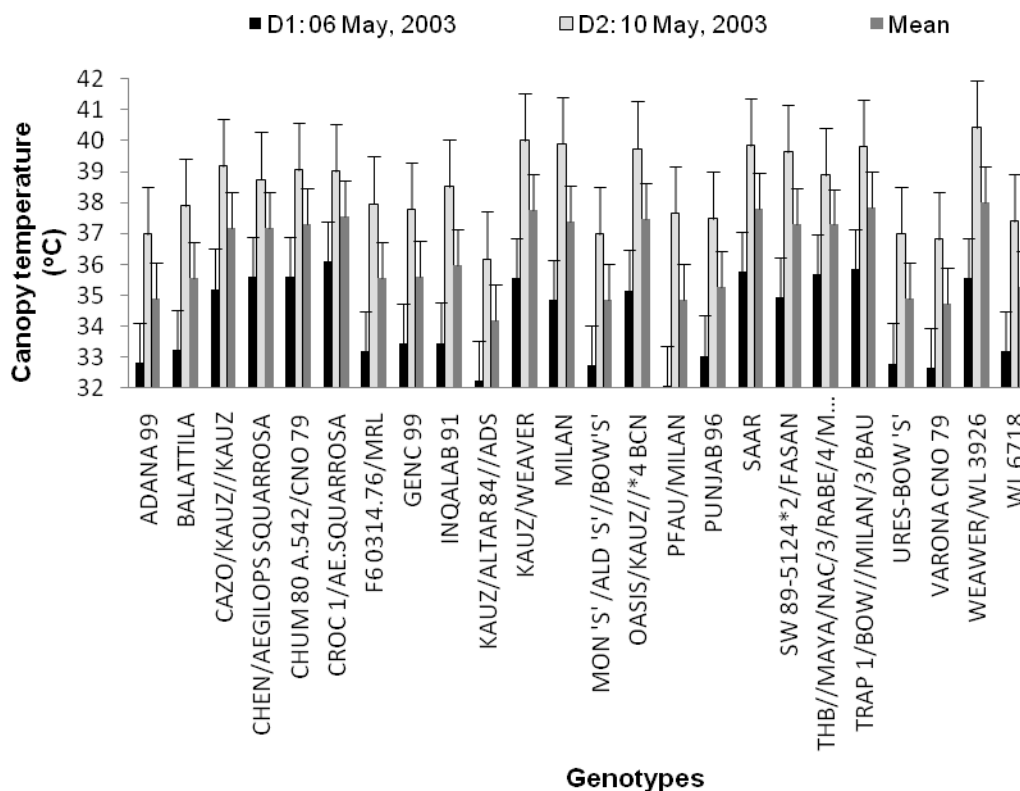 D1: 06 May, 2003 D2: 10 May, 2003 Mean
Canopy temperature
(°C)
42
41
40
39
38
37
36
35
34
33
32
ADANA 99
BALATTILA
CAZO/KAUZ//KAUZ
CHEN/AEGILOPS SQUARROSA
CHUM 80 A.542/CNO 79
CROC 1/AE.SQUARROSA
F6 0314.76/MRL
GENC 99
INQALAB 91
KAUZ/ALTAR 84//ADS
KAUZ/WEAVER
MILAN
MON 'S' /ALD 'S'//BOW'S'
OASIS/KAUZ//*4 BCN
PFAU/MILAN
PUNJAB 96
SAAR
SW 89-5124*2/FASAN
THB//MAYA/NAC/3/RABE/4/M...
TRAP 1/BOW//MILAN/3/BAU
URES-BOW 'S'
VARONA CNO 79
WEAWER/WL 3926
WL 6718
Genotypes